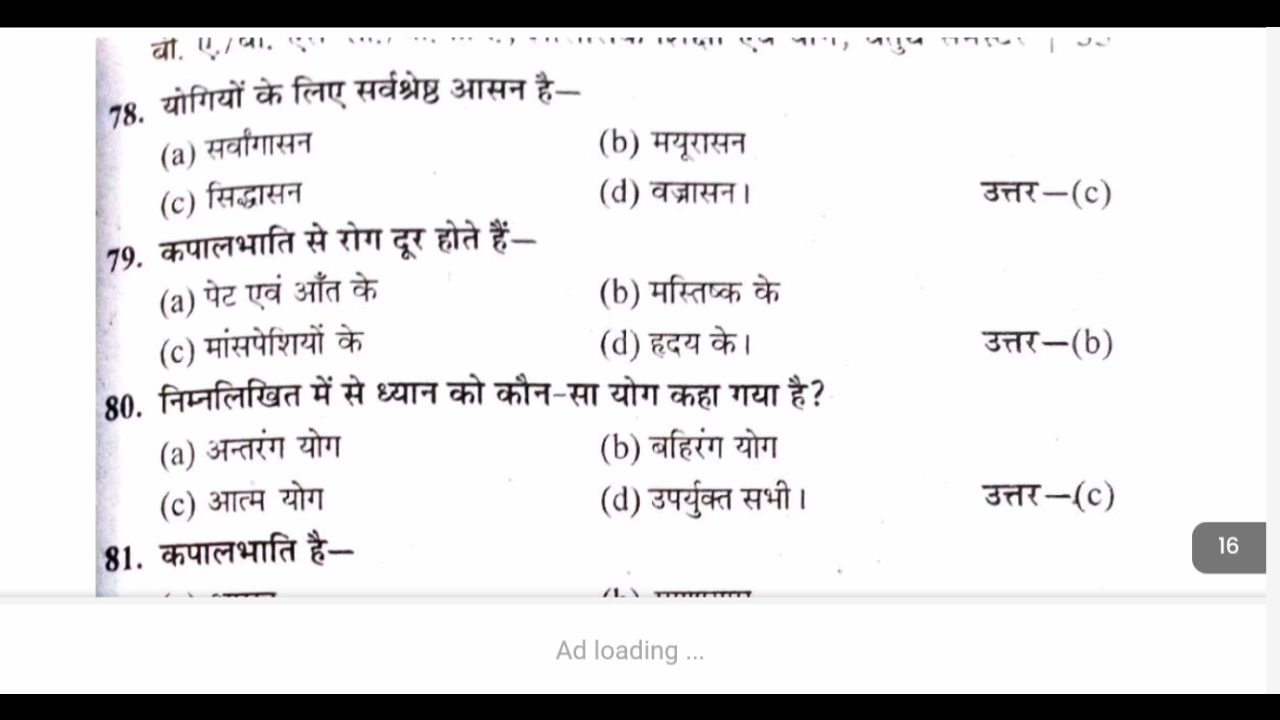 78. योगियों के लिए सर्वश्रेष्ठ आसन है—
(a) सर्वांगासन (b) मयूरासन
(c) सिद्धासन (d) वज्रासन। उत्तर—(c)
79. कपालभाति से रोग दूर होते हैं—
(a) पेट एवं आँत के (b) मस्तिष्क के
(c) मांसपेशियों के (d) हृदय के। उत्तर—(b)
80. निम्नलिखित में से ध्यान को कौन-सा योग कहा गया है?
(a) अन्तरंग योग (b) बहिरंग योग
(c) आत्म योग (d) उपर्युक्त सभी। उत्तर—(c)
81. कपालभाति है—
16
Ad loading ...